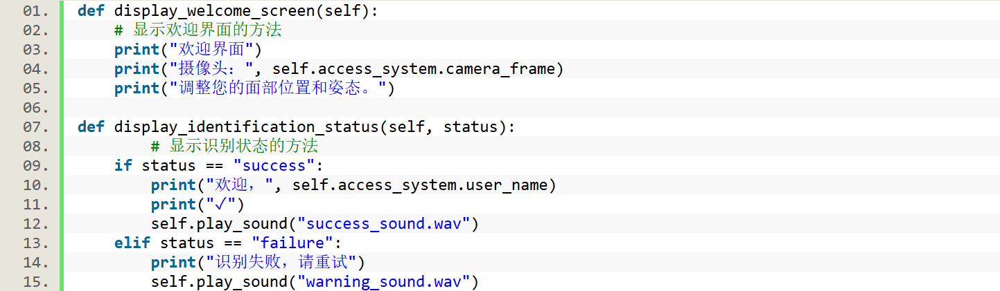 01. def display_welcome_screen(self):
02.     # 显示欢迎界面的方法
03.     print("欢迎界面")
04.     print("摄像头：", self.access_system.camera_frame)
05.     print("调整您的面部位置和姿态。")
06.
07. def display_identification_status(self, status):
08.         # 显示识别状态的方法
09.     if status == "success":
10.         print("欢迎，", self.access_system.user_name)
11.         print("✓")
12.         self.play_sound("success_sound.wav")
13.     elif status == "failure":
14.         print("识别失败，请重试")
15.         self.play_sound("warning_sound.wav")